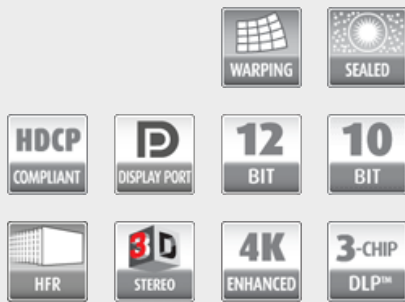 WARPING
SEALED
HDCP
COMPLIANT
DISPLAY PORT
12
BIT
10
BIT
HFR
3D
STEREO
4K
ENHANCED
3-CHIP
DLP™